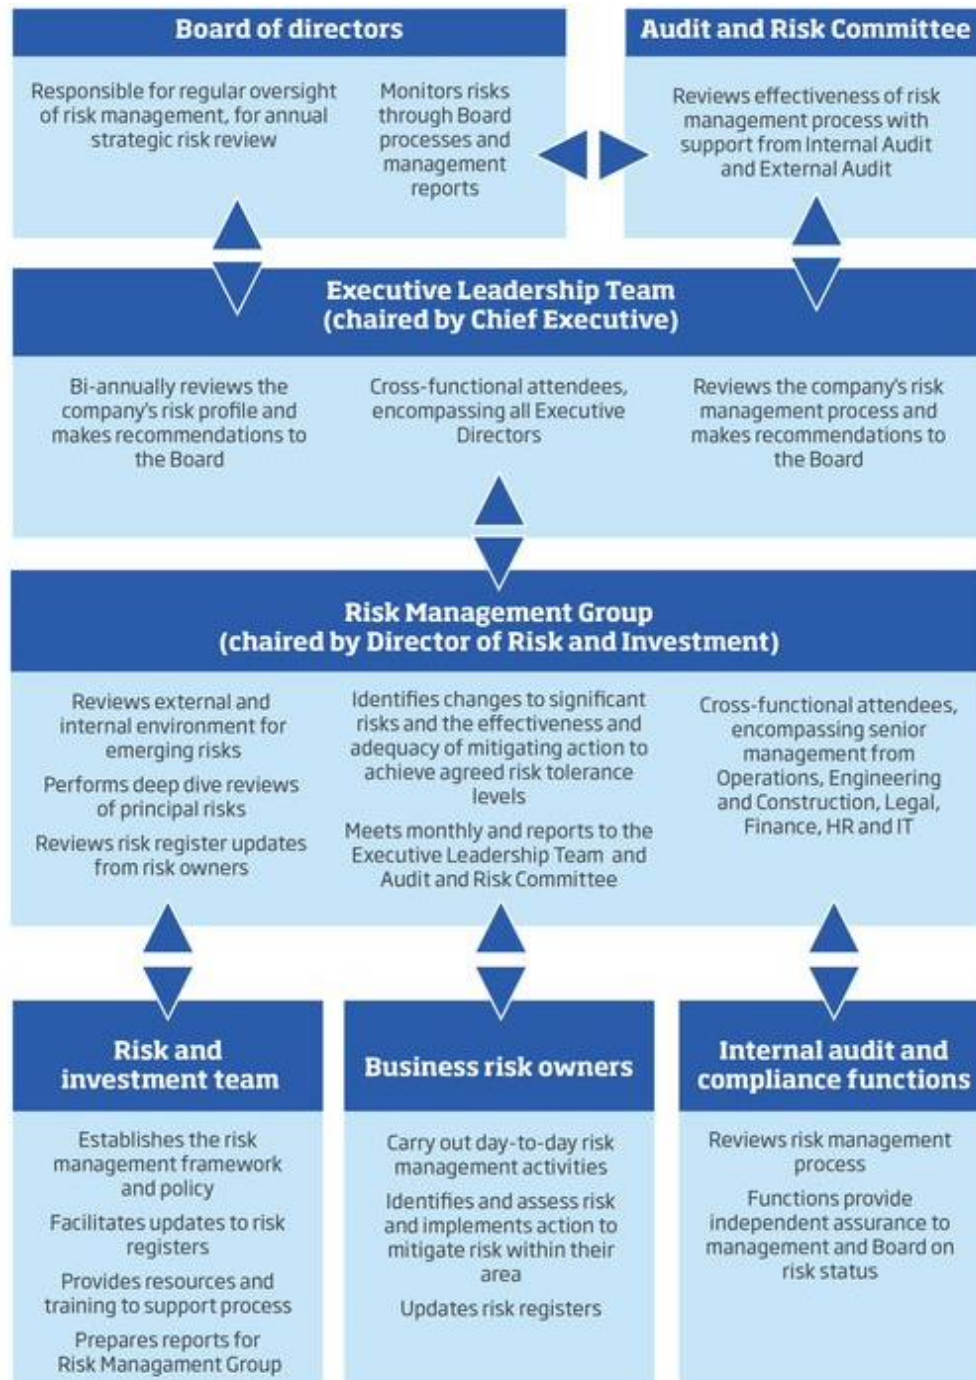 Board of directors
Responsible for regular oversight
of risk management, for annual
strategic risk review
Monitors risks
through Board
processes and
management
reports
Audit and Risk Committee
Reviews effectiveness of risk
management process with
support from Internal Audit
and External Audit
Executive Leadership Team
(chaired by Chief Executive)
Bi-annually reviews the
company's risk profile and
makes recommendations to
the Board
Cross-functional attendees,
encompassing all Executive
Directors
Reviews the company's risk
management process and
makes recommendations to
the Board
Risk Management Group
(chaired by Director of Risk and Investment)
Reviews external and
internal environment for
emerging risks
Performs deep dive reviews
of principal risks
Reviews risk register updates
from risk owners
Identifies changes to significant
risks and the effectiveness and
adequacy of mitigating action to
achieve agreed risk tolerance
levels
Meets monthly and reports to the
Executive Leadership Team and
Audit and Risk Committee
Cross-functional attendees,
encompassing senior
management from
Operations, Engineering
and Construction, Legal,
Finance, HR and IT
Risk and
investment team
Establishes the risk
management framework
and policy
Facilitates updates to risk
registers
Provides resources and
training to support process
Prepares reports for
Risk Managament Group
Business risk owners
Carry out day-to-day risk
management activities
Identifies and assess risk
and implements action to
mitigate risk within their
area
Updates risk registers
Internal audit and
compliance functions
Reviews risk management
process
Functions provide
independent assurance to
management and Board on
risk status